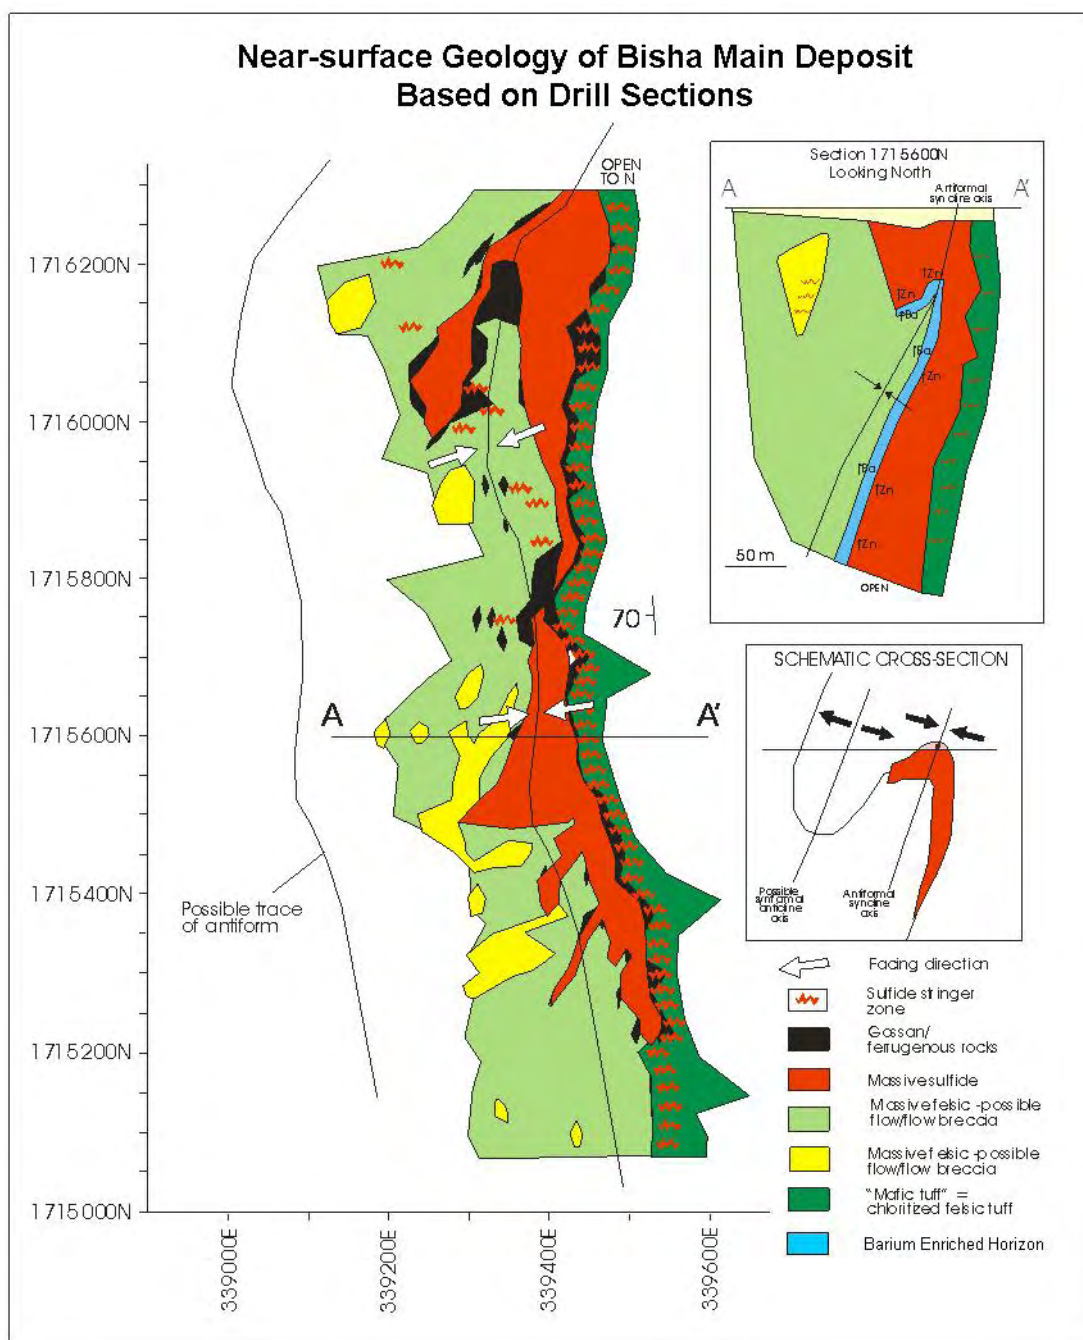 Near-surface Geology of Bisha Main Deposit
Based on Drill Sections
OPEN
TO N
1716200N
1716000N
1715800N
1715600N
1715400N
1715200N
1715000N
339000E
339200E
339400E
339600E
A
A'
70
Possible trace
of antiform
Section 1715600N
Looking North
A
A'
Antiformal
syncline axis
↑Zn
↑Zn
↑Ba
↑Ba
↑Zn
↑Ba
↑Zn
↑Zn
50 m
OPEN
SCHEMATIC CROSS-SECTION
Possible
synformal
anticline
axis
Antiformal
syncline
axis
Facing direction
Sulfide stringer
zone
Gossan/
ferrugenous rocks
Massive sulfide
Massive felsic -possible
flow/flow breccia
Massive felsic -possible
flow/flow breccia
"Mafic tuff" =
chloritized felsic tuff
Barium Enriched Horizon